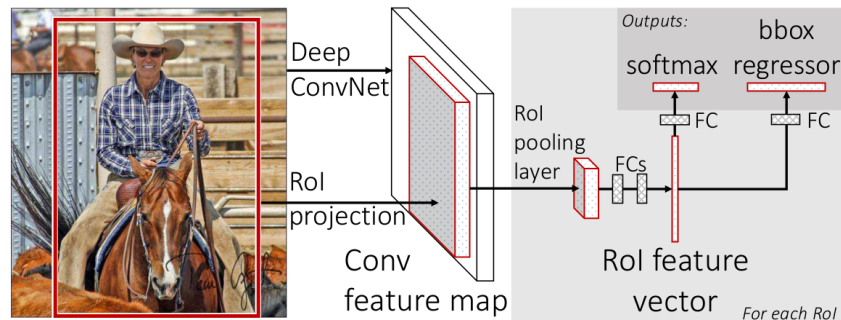 Deep
ConvNet
RoI
projection
Conv
feature map
RoI
pooling
layer
FCs
RoI feature
vector
For each RoI
Outputs:
softmax
bbox
regressor
FC
FC